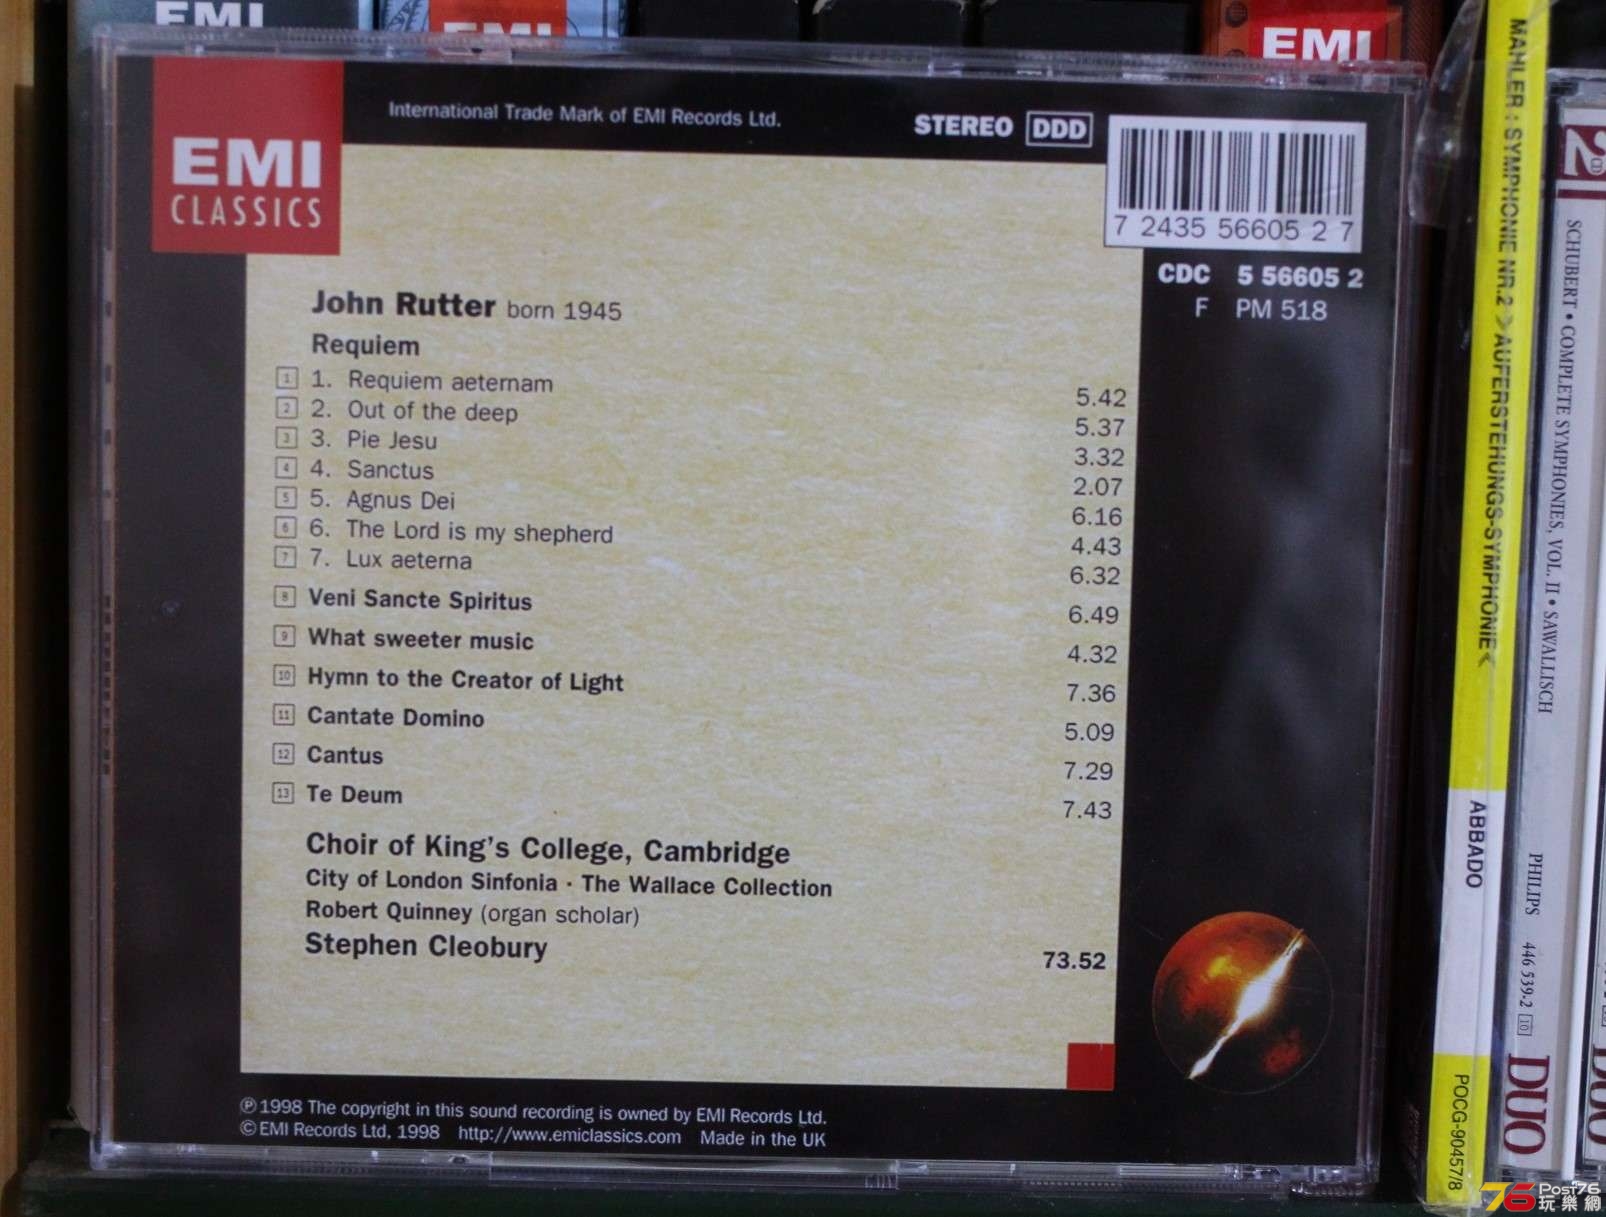 EMI
EMI
EMI
EMI
CLASSICS
International Trade Mark of EMI Records Ltd.
STEREO DDD
7 24355 66052 7
CDC 5 56605 2
F PM 518
John Rutter born 1945
Requiem
1 1. Requiem aeternam 5.42
2 2. Out of the deep 5.37
3 3. Pie Jesu 3.32
4 4. Sanctus 2.07
5 5. Agnus Dei 6.16
6 6. The Lord is my shepherd 4.43
7 7. Lux aeterna 6.32
8 Veni Sancte Spiritus 6.49
9 What sweeter music 4.32
10 Hymn to the Creator of Light 7.36
11 Cantate Domino 5.09
12 Cantus 7.29
13 Te Deum 7.43
Choir of King's College, Cambridge
City of London Sinfonia · The Wallace Collection
Robert Quinney (organ scholar)
Stephen Cleobury 73.52
℗ 1998 The copyright in this sound recording is owned by EMI Records Ltd.
© EMI Records Ltd, 1998 http://www.emiclassics.com Made in the UK
MAHLER : SYMPHONIE NR.2 》AUFERSTEHUNGS-SYMPHONIE《 ABBADO POCG-90457/8
2 CD
SCHUBERT • COMPLETE SYMPHONIES, VOL. II • SAWALLISCH PHILIPS 446 539-2 10 DUO
DUO
76 Post76
玩樂網